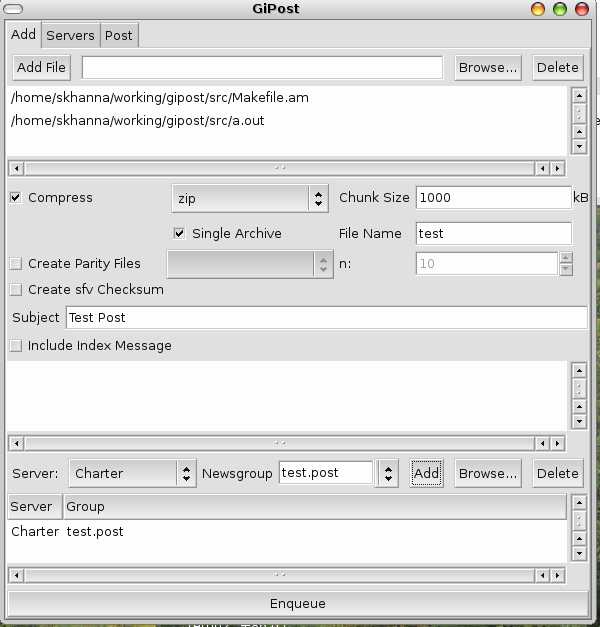 GiPost
Add Servers Post
Add File Browse... Delete
/home/skhanna/working/gipost/src/Makefile.am
/home/skhanna/working/gipost/src/a.out
Compress zip Chunk Size 1000 kB
Single Archive File Name test
Create Parity Files n: 10
Create sfv Checksum
Subject Test Post
Include Index Message
Server: Charter Newsgroup test.post Add Browse... Delete
Server Group
Charter test.post
Enqueue